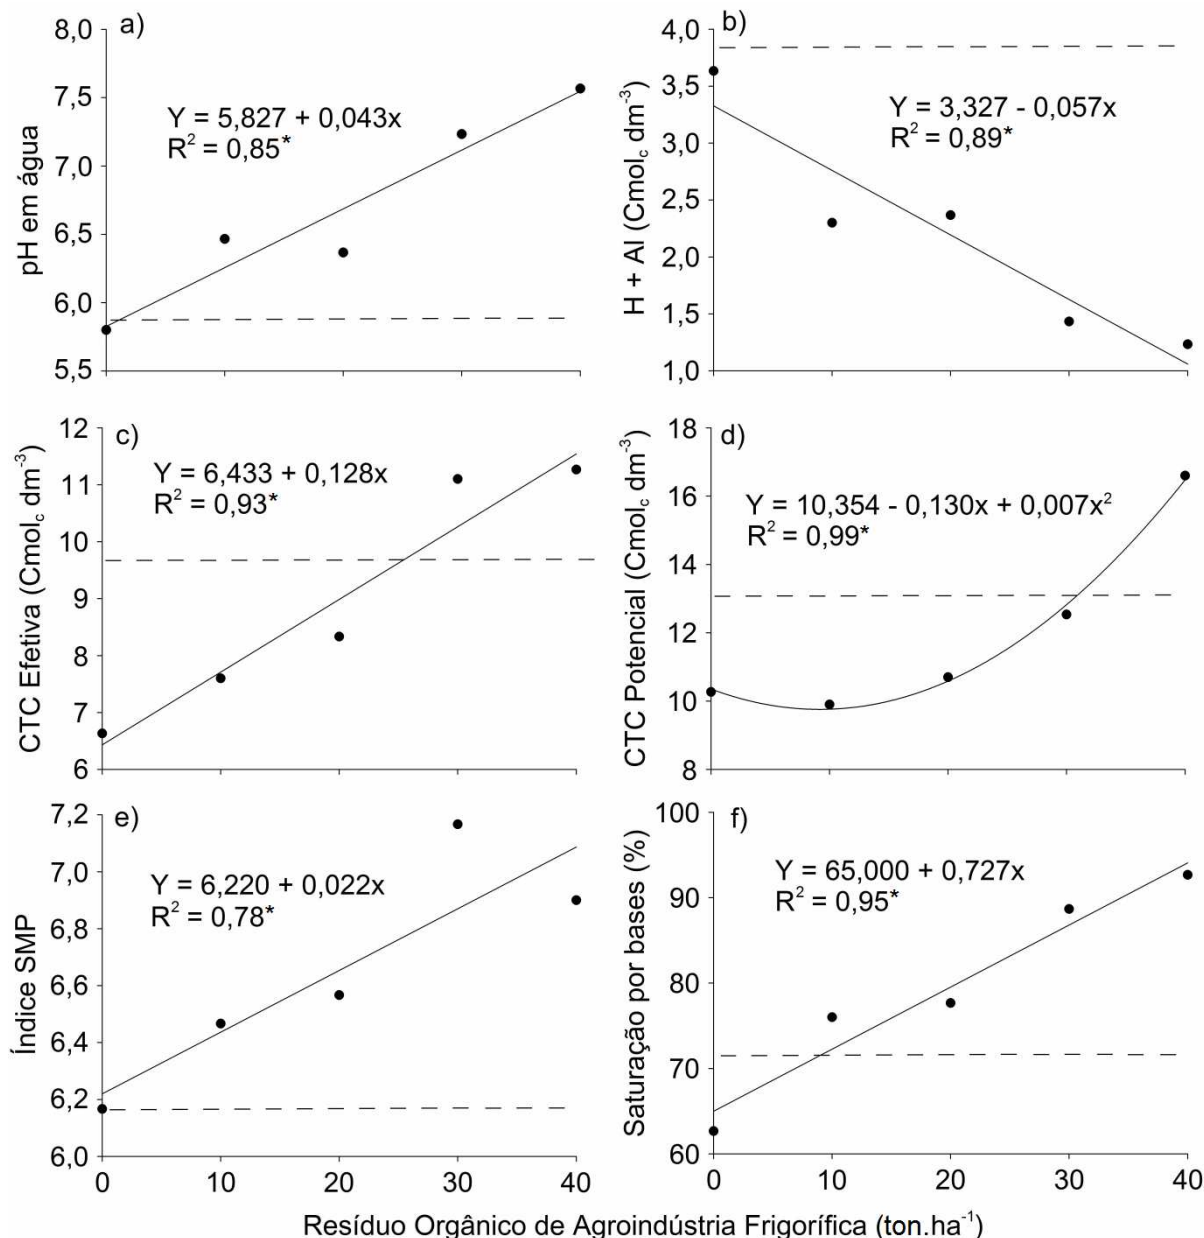 a)
8,0
7,5
7,0
6,5
6,0
5,5
pH em água
Y = 5,827 + 0,043x
R² = 0,85*
b)
4,0
3,5
3,0
2,5
2,0
1,5
1,0
H + Al (Cmol꜀ dm⁻³)
Y = 3,327 - 0,057x
R² = 0,89*
c)
12
11
10
9
8
7
6
CTC Efetiva (Cmol꜀ dm⁻³)
Y = 6,433 + 0,128x
R² = 0,93*
d)
18
16
14
12
10
8
CTC Potencial (Cmol꜀ dm⁻³)
Y = 10,354 - 0,130x + 0,007x²
R² = 0,99*
e)
7,2
7,0
6,8
6,6
6,4
6,2
6,0
Índice SMP
Y = 6,220 + 0,022x
R² = 0,78*
0 10 20 30 40
f)
100
90
80
70
60
Saturação por bases (%)
Y = 65,000 + 0,727x
R² = 0,95*
0 10 20 30 40
Resíduo Orgânico de Agroindústria Frigorífica (ton.ha⁻¹)